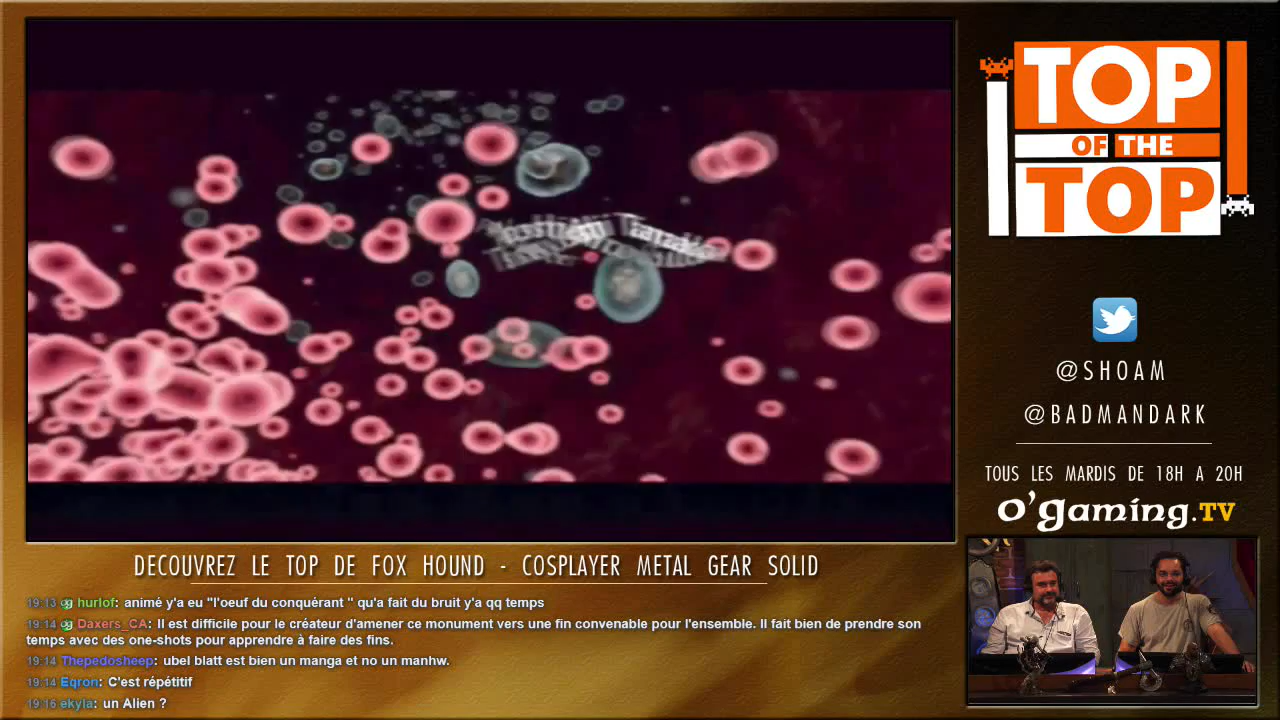 TOP
OF THE
TOP
@SHOAM
@BADMANDARK
TOUS LES MARDIS DE 18H A 20H
O'gaming.TV
DECOUVREZ LE TOP DE FOX HOUND - COSPLAYER METAL GEAR SOLID
19:13 hurlof: animé y'a eu "l'oeuf du conquérant " qu'a fait du bruit y'a qq temps
19:14 Daxers_CA: Il est difficile pour le créateur d'amener ce monument vers une fin convenable pour l'ensemble. Il fait bien de prendre son
temps avec des one-shots pour apprendre à faire des fins.
19:14 Thepedosheep: ubel blatt est bien un manga et no un manhw.
19:14 Eqron: C'est répétitif
19:16 ekyla: un Alien ?